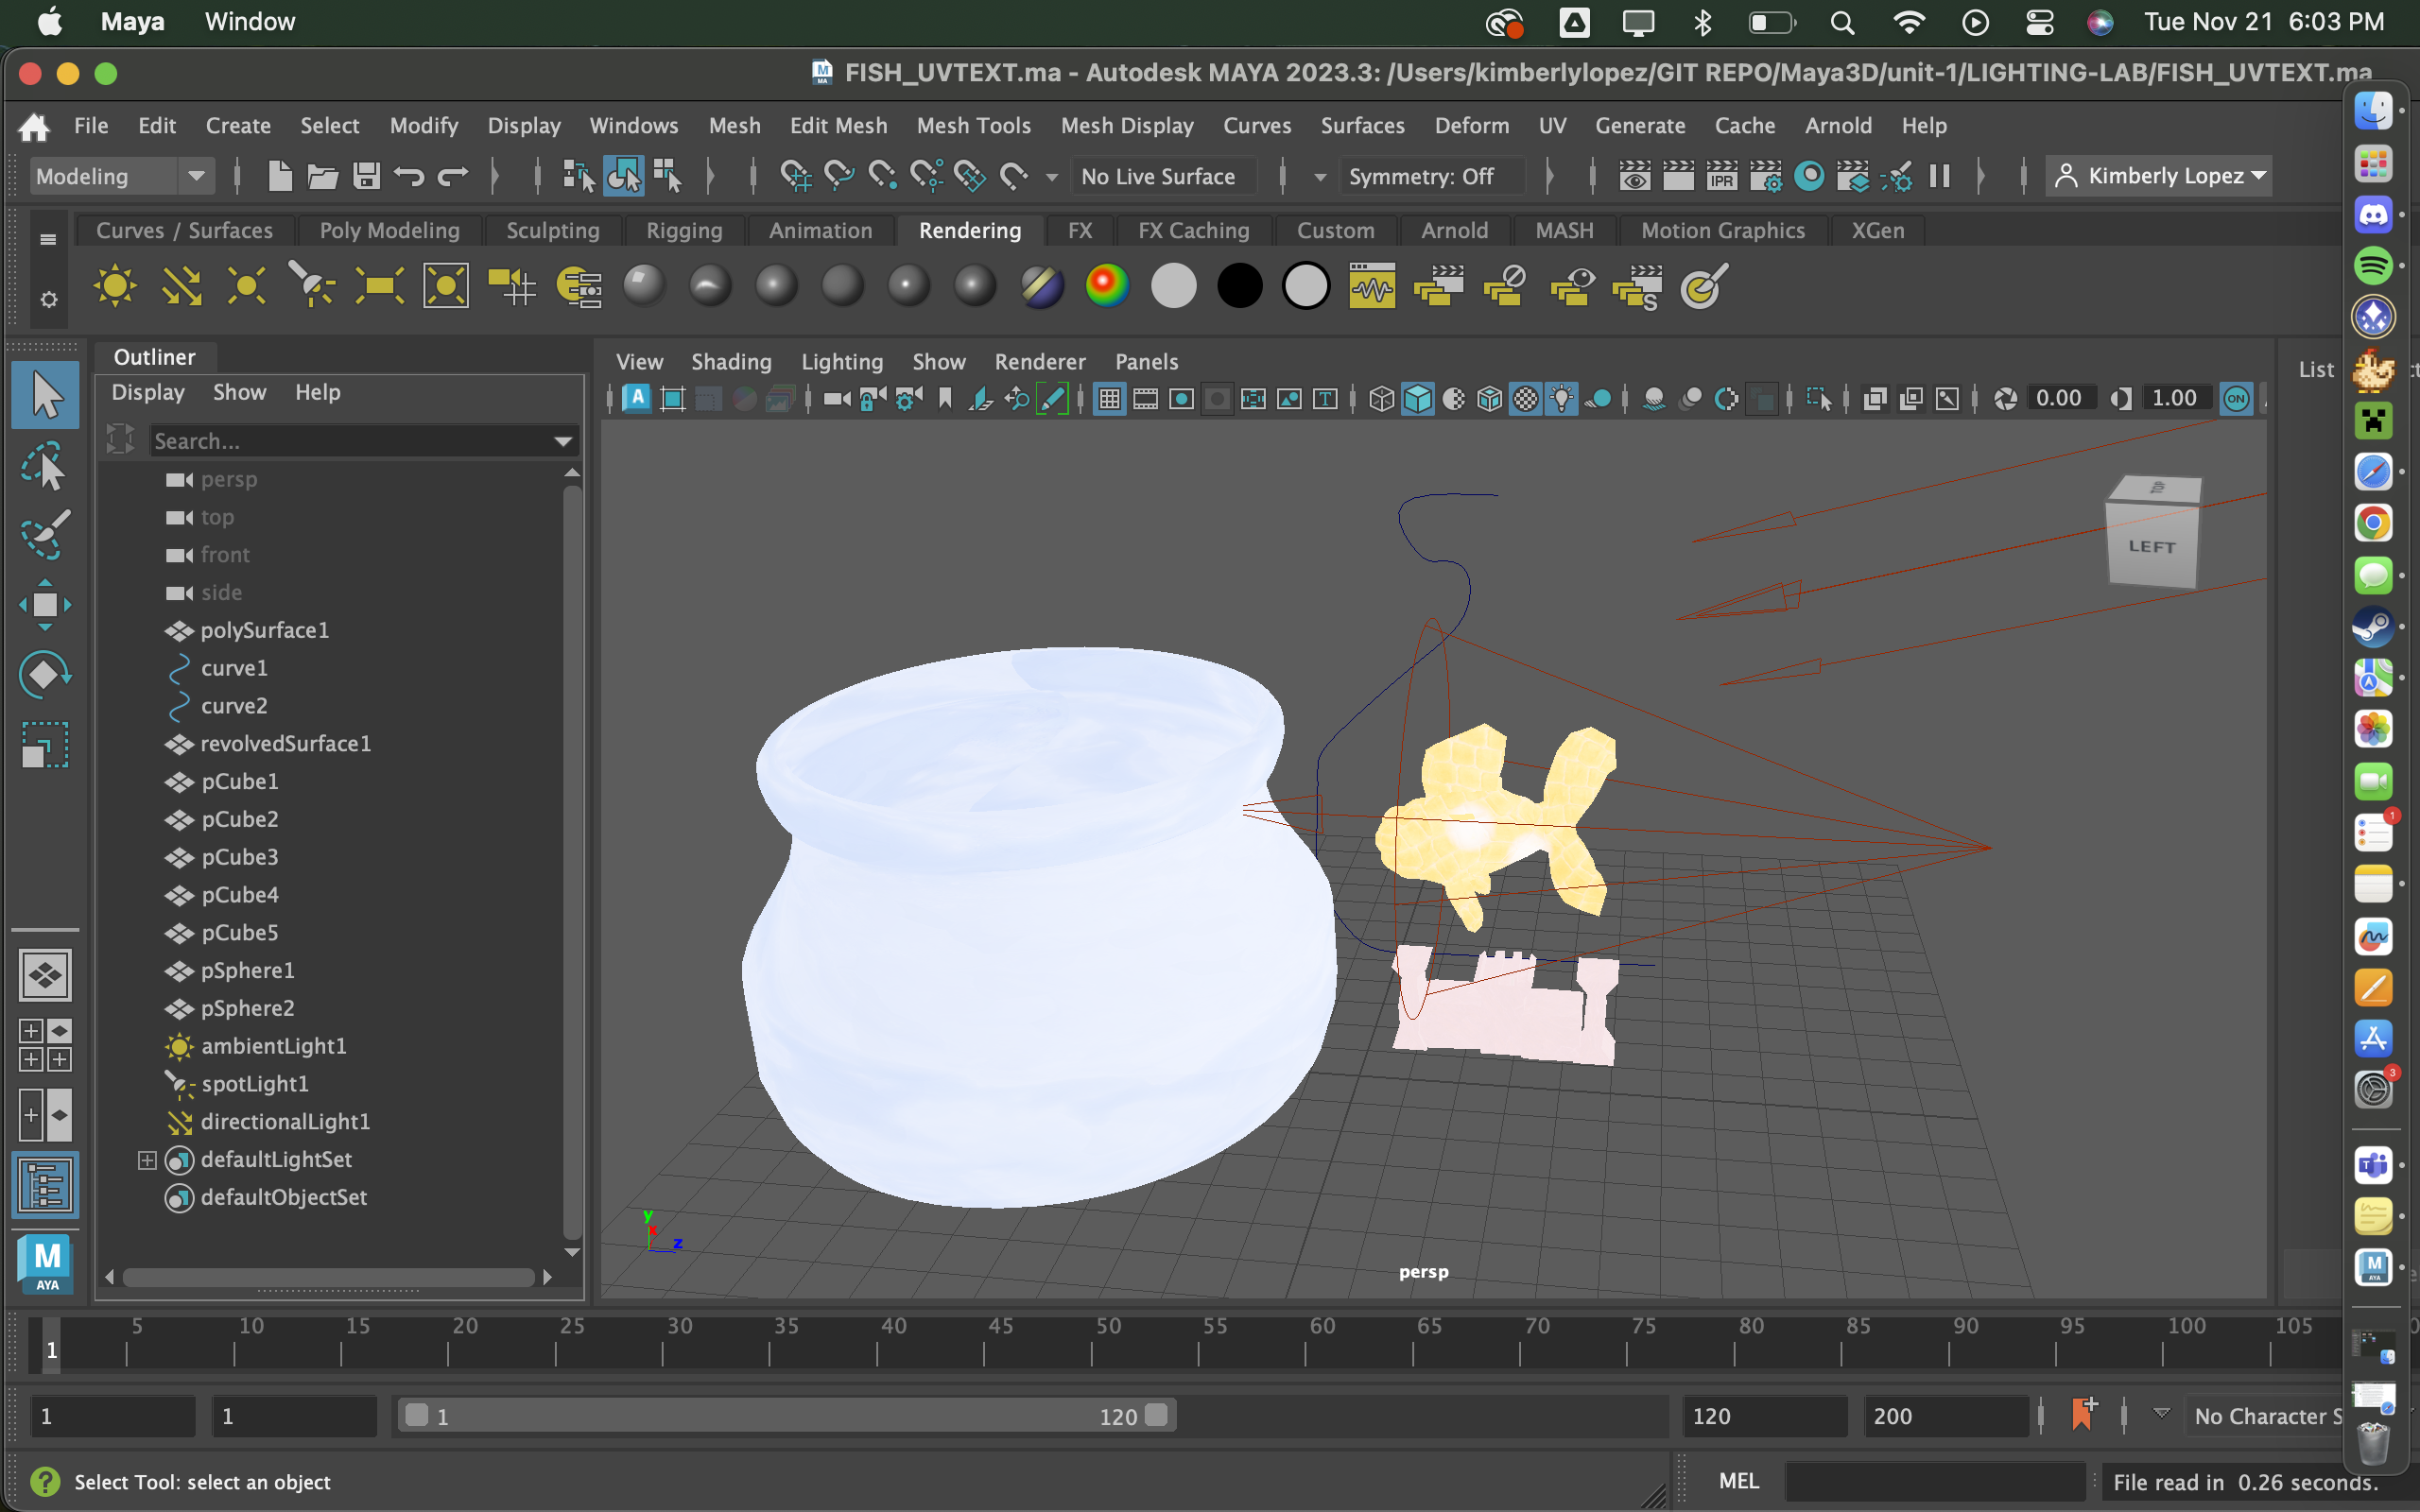 Maya Window Tue Nov 21 6:03 PM
FISH_UVTEXT.ma - Autodesk MAYA 2023.3: /Users/kimberlylopez/GIT REPO/Maya3D/unit-1/LIGHTING-LAB/FISH_UVTEXT.ma
File Edit Create Select Modify Display Windows Mesh Edit Mesh Mesh Tools Mesh Display Curves Surfaces Deform UV Generate Cache Arnold Help
Modeling No Live Surface Symmetry: Off IPR Kimberly Lopez
Curves / Surfaces Poly Modeling Sculpting Rigging Animation Rendering FX FX Caching Custom Arnold MASH Motion Graphics XGen
Outliner
Display Show Help
Search...
persp
top
front
side
polySurface1
curve1
curve2
revolvedSurface1
pCube1
pCube2
pCube3
pCube4
pCube5
pSphere1
pSphere2
ambientLight1
spotLight1
directionalLight1
defaultLightSet
defaultObjectSet
View Shading Lighting Show Renderer Panels
0.00 1.00 ON
List
TOP
LEFT
y
x
z
persp
M
AYA
1 5 10 15 20 25 30 35 40 45 50 55 60 65 70 75 80 85 90 95 100 105
1 1 1 120 120 200 No Character S
Select Tool: select an object MEL File read in 0.26 seconds.
1
3